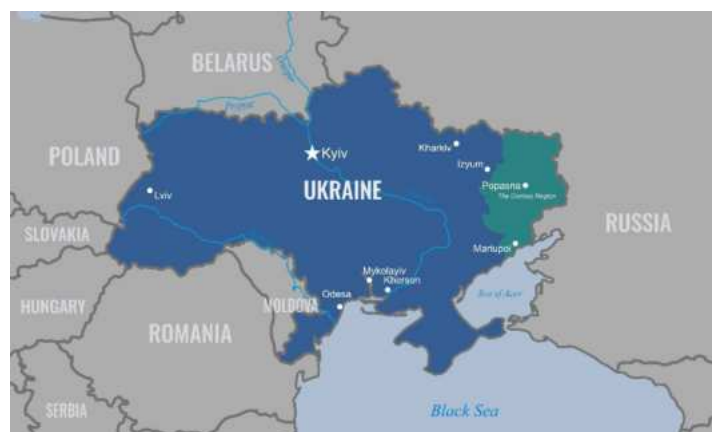 BELARUS
Pripyat
POLAND
Kyiv
Kharkiv
Izyum
Lviv
UKRAINE
Popasna
The Donbas Region
RUSSIA
SLOVAKIA
Mariupol
HUNGARY
Mykolayiv
Kherson
Sea of Azov
MOLDOVA
Odesa
ROMANIA
SERBIA
Black Sea